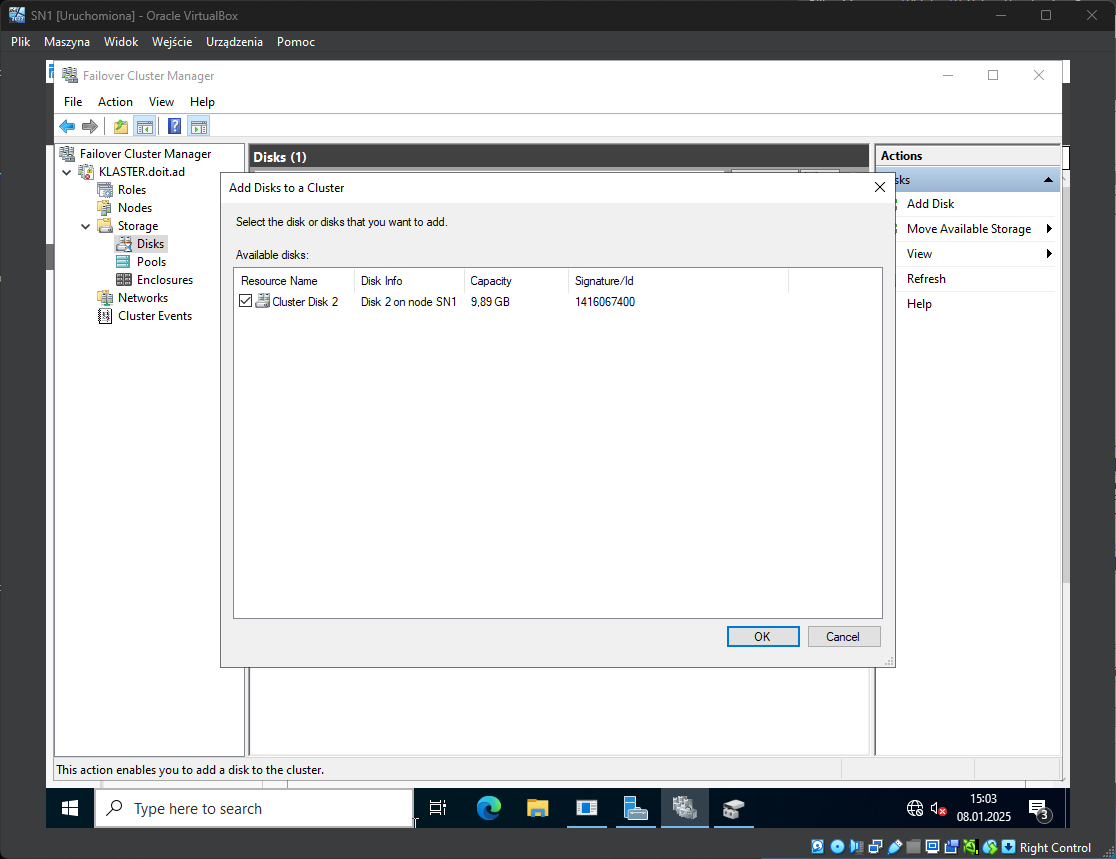 SN1 [Uruchomiona] - Oracle VirtualBox
Plik Maszyna Widok Wejście Urządzenia Pomoc
Failover Cluster Manager
File Action View Help
Failover Cluster Manager
KLASTER.doit.ad
Roles
Nodes
Storage
Disks
Pools
Enclosures
Networks
Cluster Events
Disks (1)
Add Disks to a Cluster
Select the disk or disks that you want to add.
Available disks:
Resource Name Disk Info Capacity Signature/Id
Cluster Disk 2 Disk 2 on node SN1 9,89 GB 1416067400
OK Cancel
Actions
sks
Add Disk
Move Available Storage
View
Refresh
Help
This action enables you to add a disk to the cluster.
Type here to search
15:03
08.01.2025
3
Right Control